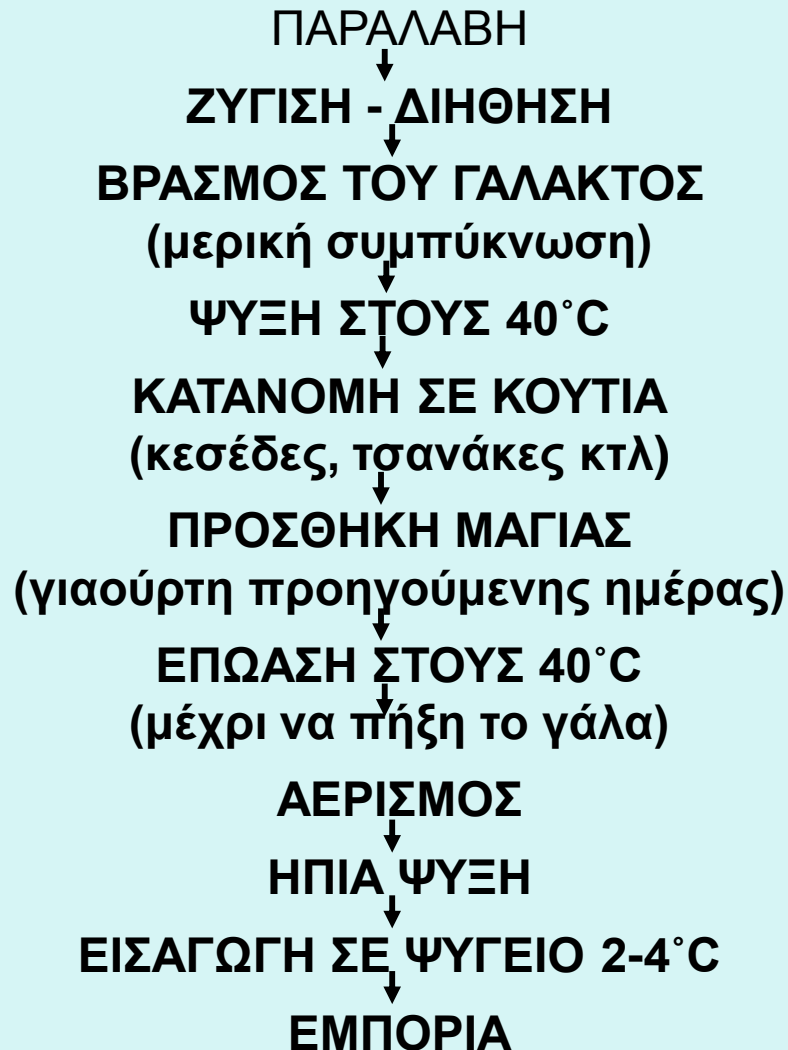 ΠΑΡΑΛΑΒΗ
ΖΥΓΙΣΗ - ΔΙΗΘΗΣΗ
ΒΡΑΣΜΟΣ ΤΟΥ ΓΑΛΑΚΤΟΣ
(μερική συμπύκνωση)
ΨΥΞΗ ΣΤΟΥΣ 40˚C
ΚΑΤΑΝΟΜΗ ΣΕ ΚΟΥΤΙΑ
(κεσέδες, τσανάκες κτλ)
ΠΡΟΣΘΗΚΗ ΜΑΓΙΑΣ
(γιαούρτη προηγούμενης ημέρας)
ΕΠΩΑΣΗ ΣΤΟΥΣ 40˚C
(μέχρι να πήξη το γάλα)
ΑΕΡΙΣΜΟΣ
ΗΠΙΑ ΨΥΞΗ
ΕΙΣΑΓΩΓΗ ΣΕ ΨΥΓΕΙΟ 2-4˚C
ΕΜΠΟΡΙΑ